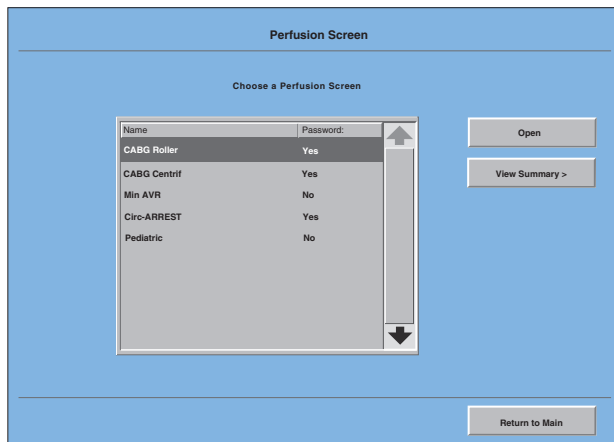 Perfusion Screen
Choose a Perfusion Screen
Name Password:
CABG Roller Yes
CABG Centrif Yes
Min AVR No
Circ-ARREST Yes
Pediatric No
Open
View Summary >
Return to Main